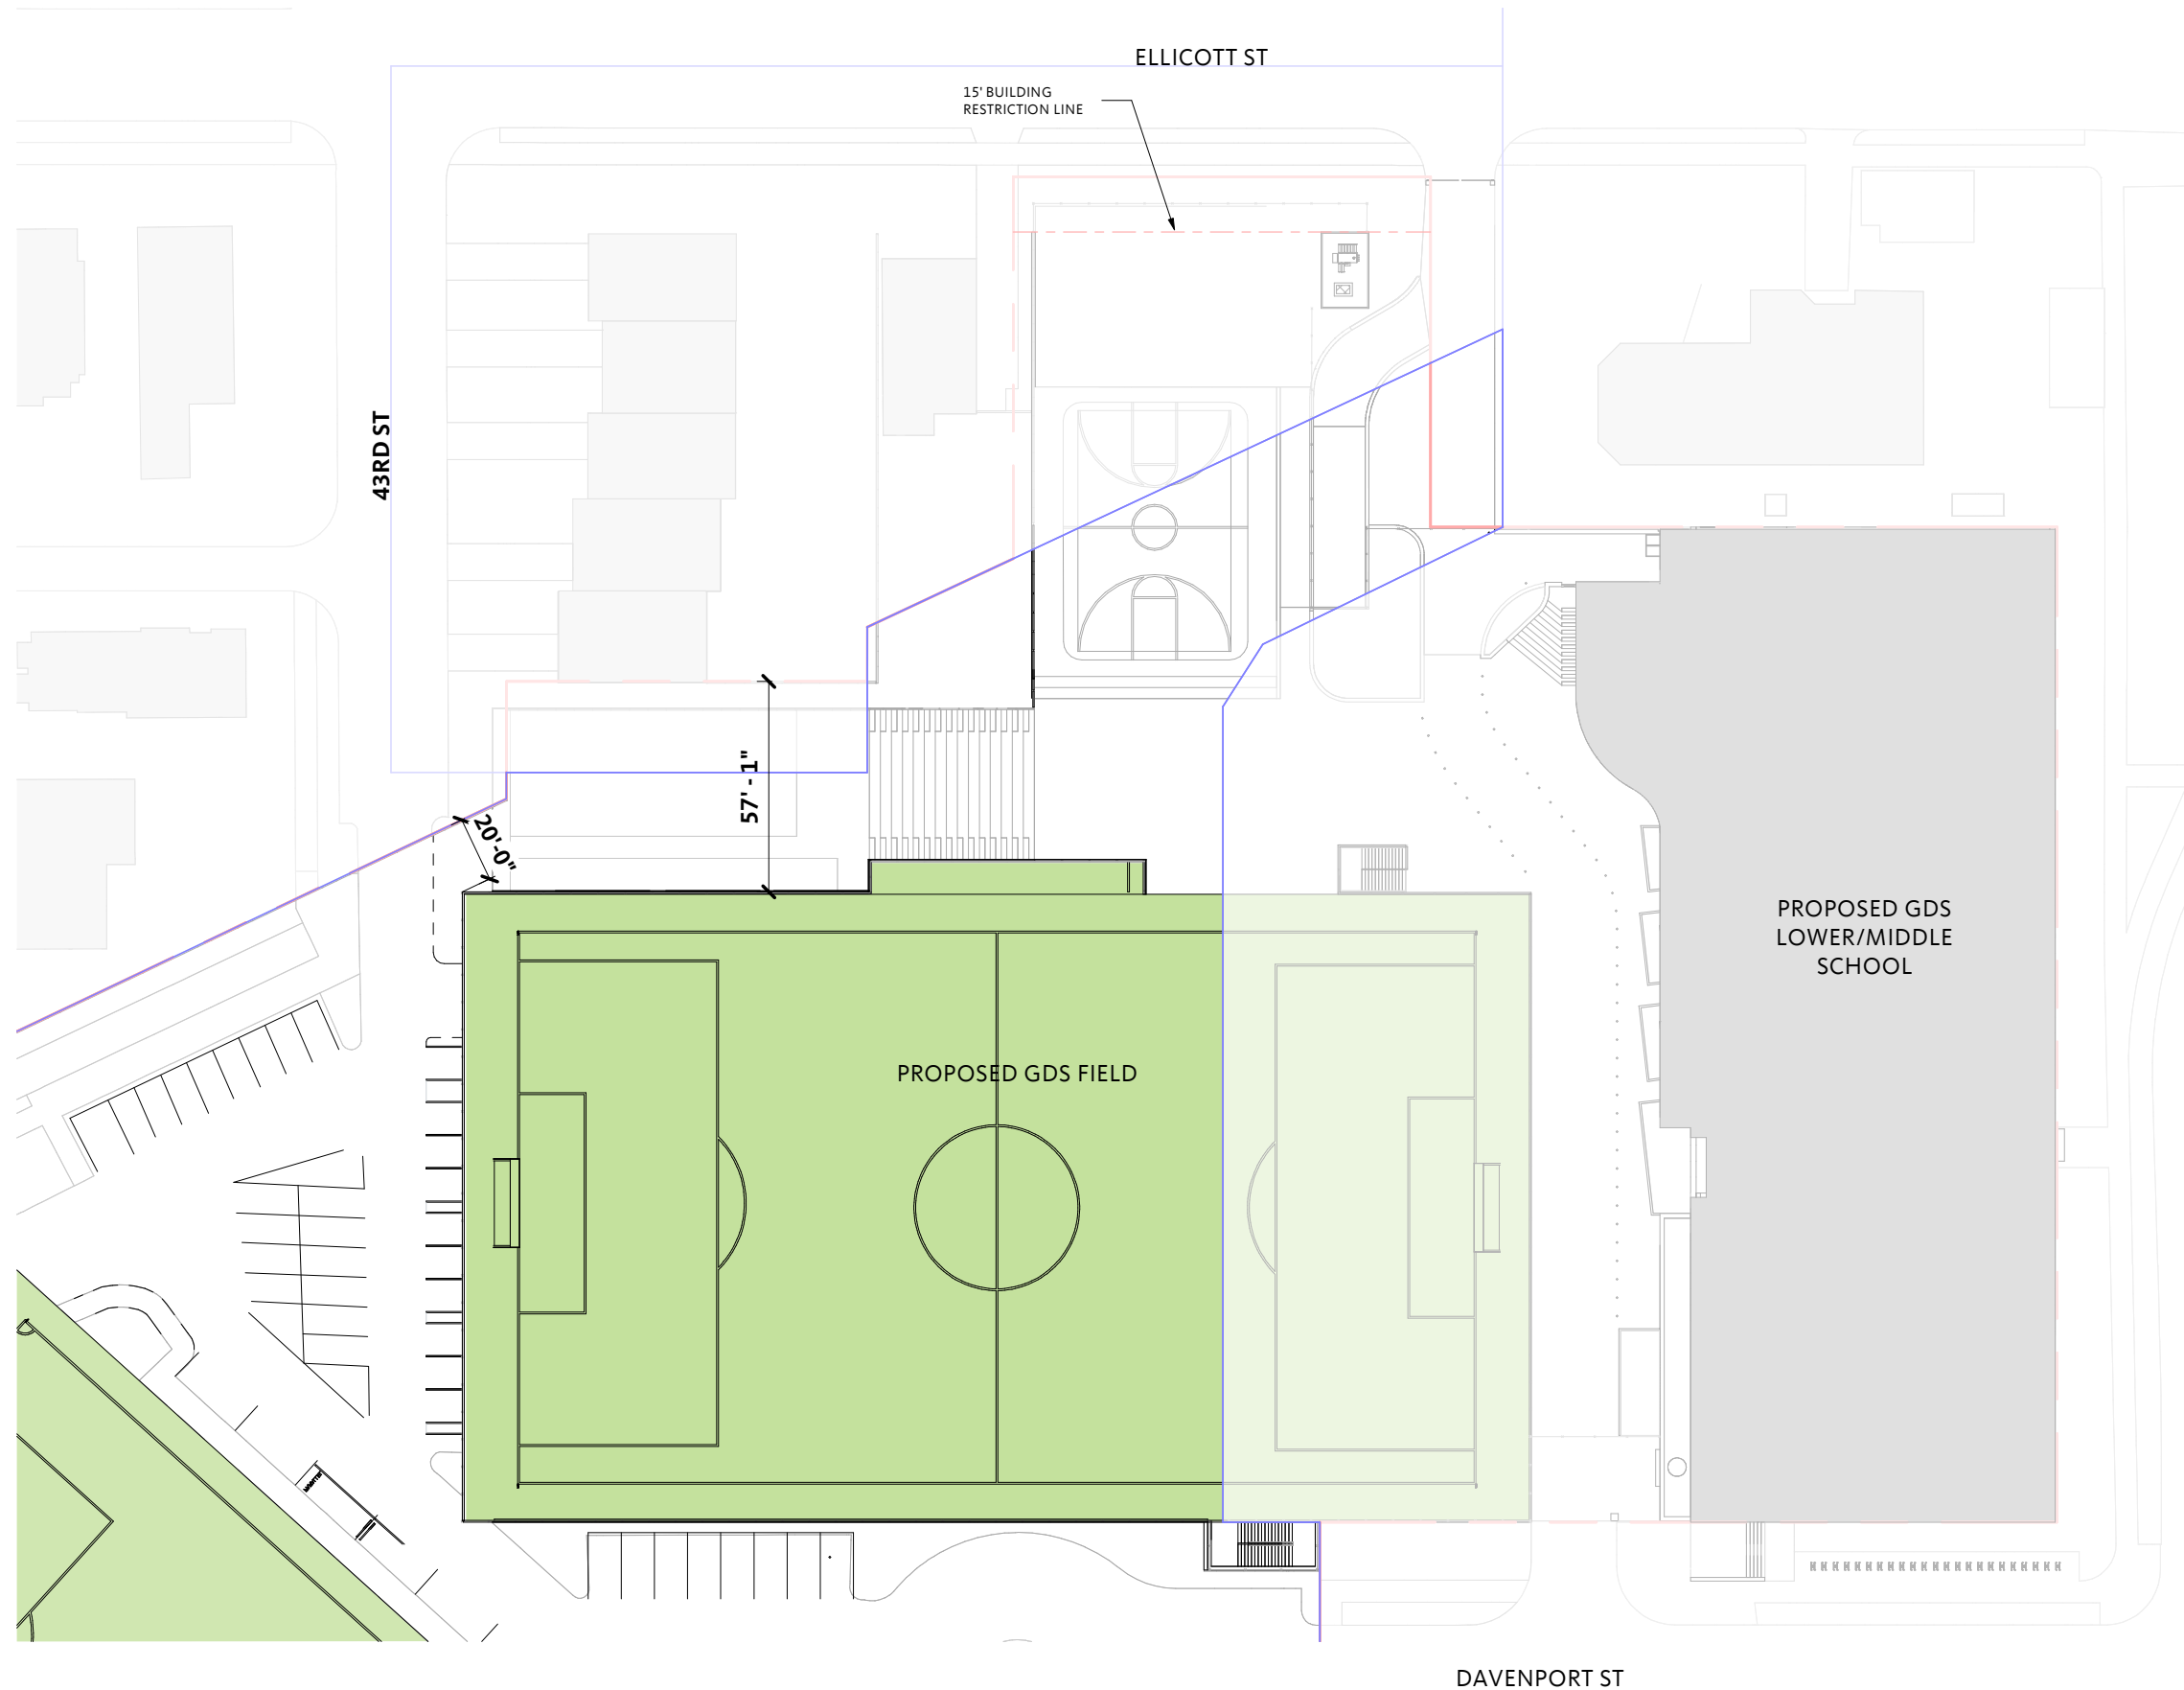 ELLICOTT ST
15' BUILDING
RESTRICTION LINE
43RD ST
57' - 1"
20'-0"
PROPOSED GDS
LOWER/MIDDLE
SCHOOL
PROPOSED GDS FIELD
DAVENPORT ST